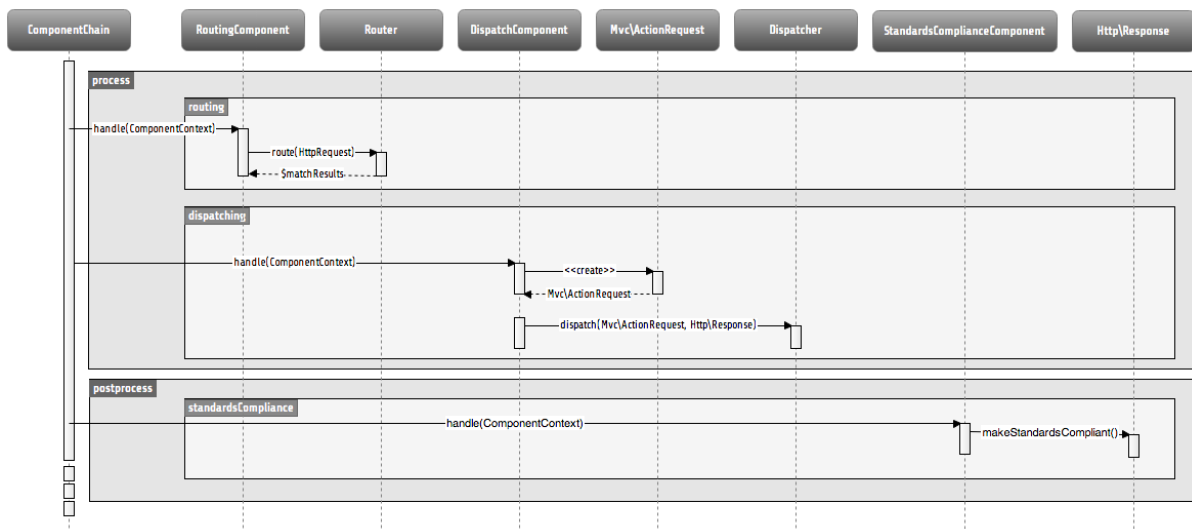 ComponentChain
RoutingComponent
Router
DispatchComponent
Mvc\ActionRequest
Dispatcher
StandardsComplianceComponent
Http\Response
process
routing
handle(ComponentContext)
route(HttpRequest)
$matchResults
dispatching
handle(ComponentContext)
<<create>>
Mvc\ActionRequest
dispatch(Mvc\ActionRequest, Http\Response)
postprocess
standardsCompliance
handle(ComponentContext)
makeStandardsCompliant()